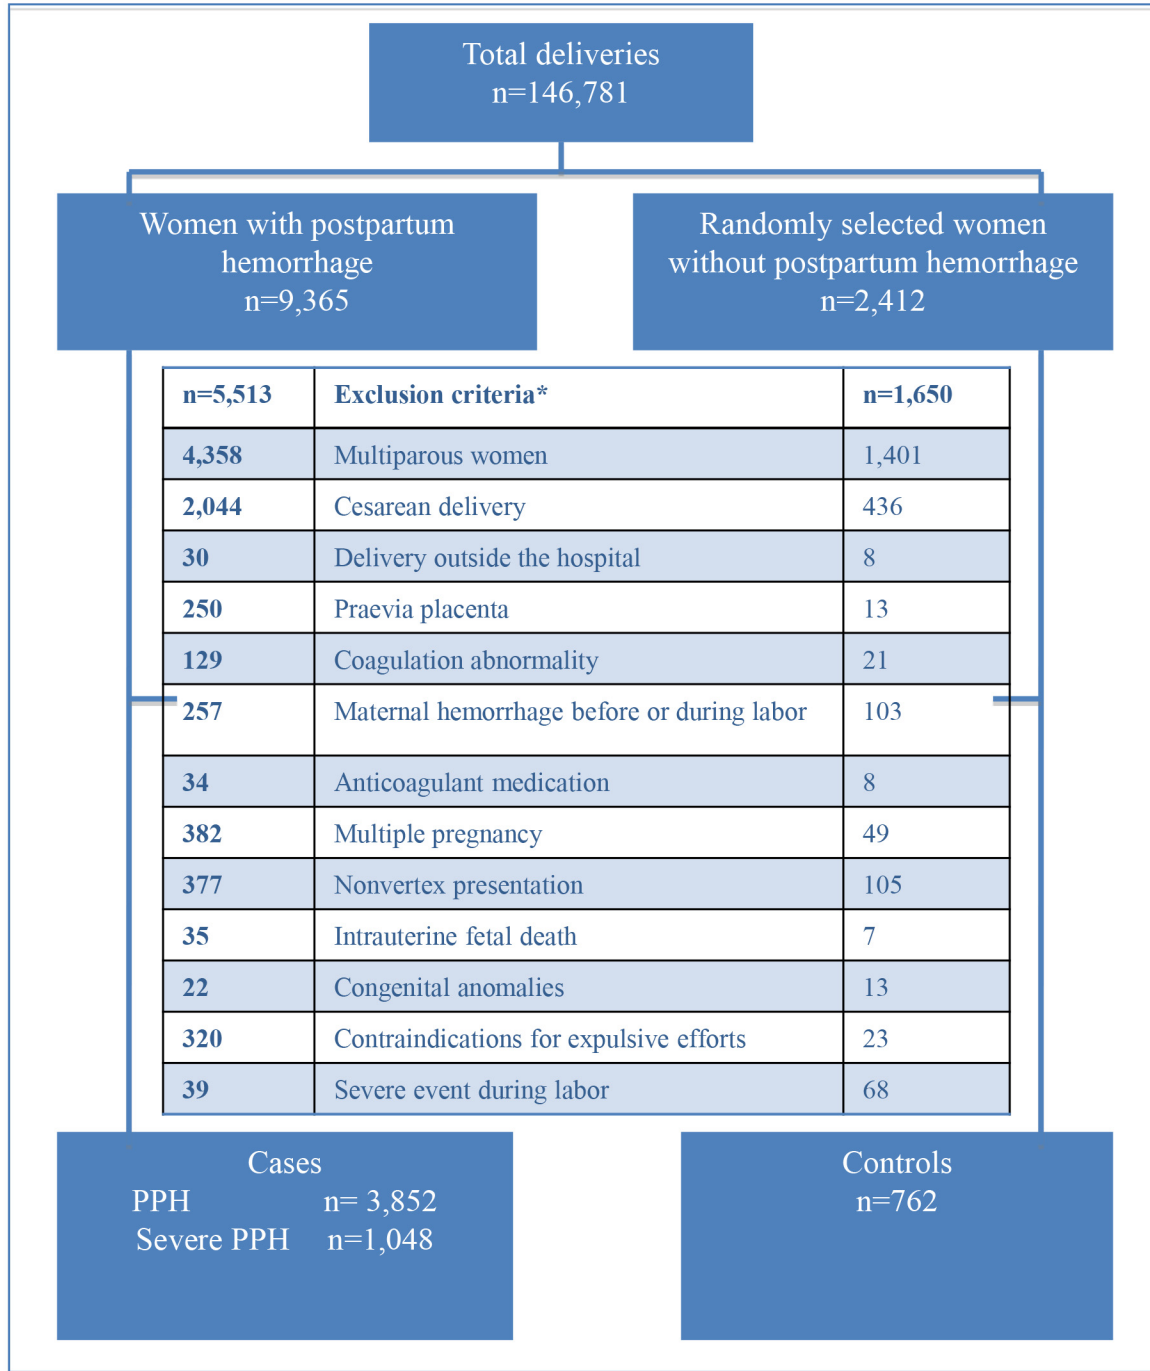 Total deliveries
n=146,781
Women with postpartum
hemorrhage
n=9,365
Randomly selected women
without postpartum hemorrhage
n=2,412
n=5,513 Exclusion criteria* n=1,650
4,358 Multiparous women 1,401
2,044 Cesarean delivery 436
30 Delivery outside the hospital 8
250 Praevia placenta 13
129 Coagulation abnormality 21
257 Maternal hemorrhage before or during labor 103
34 Anticoagulant medication 8
382 Multiple pregnancy 49
377 Nonvertex presentation 105
35 Intrauterine fetal death 7
22 Congenital anomalies 13
320 Contraindications for expulsive efforts 23
39 Severe event during labor 68
Cases
PPH n= 3,852
Severe PPH n=1,048
Controls
n=762